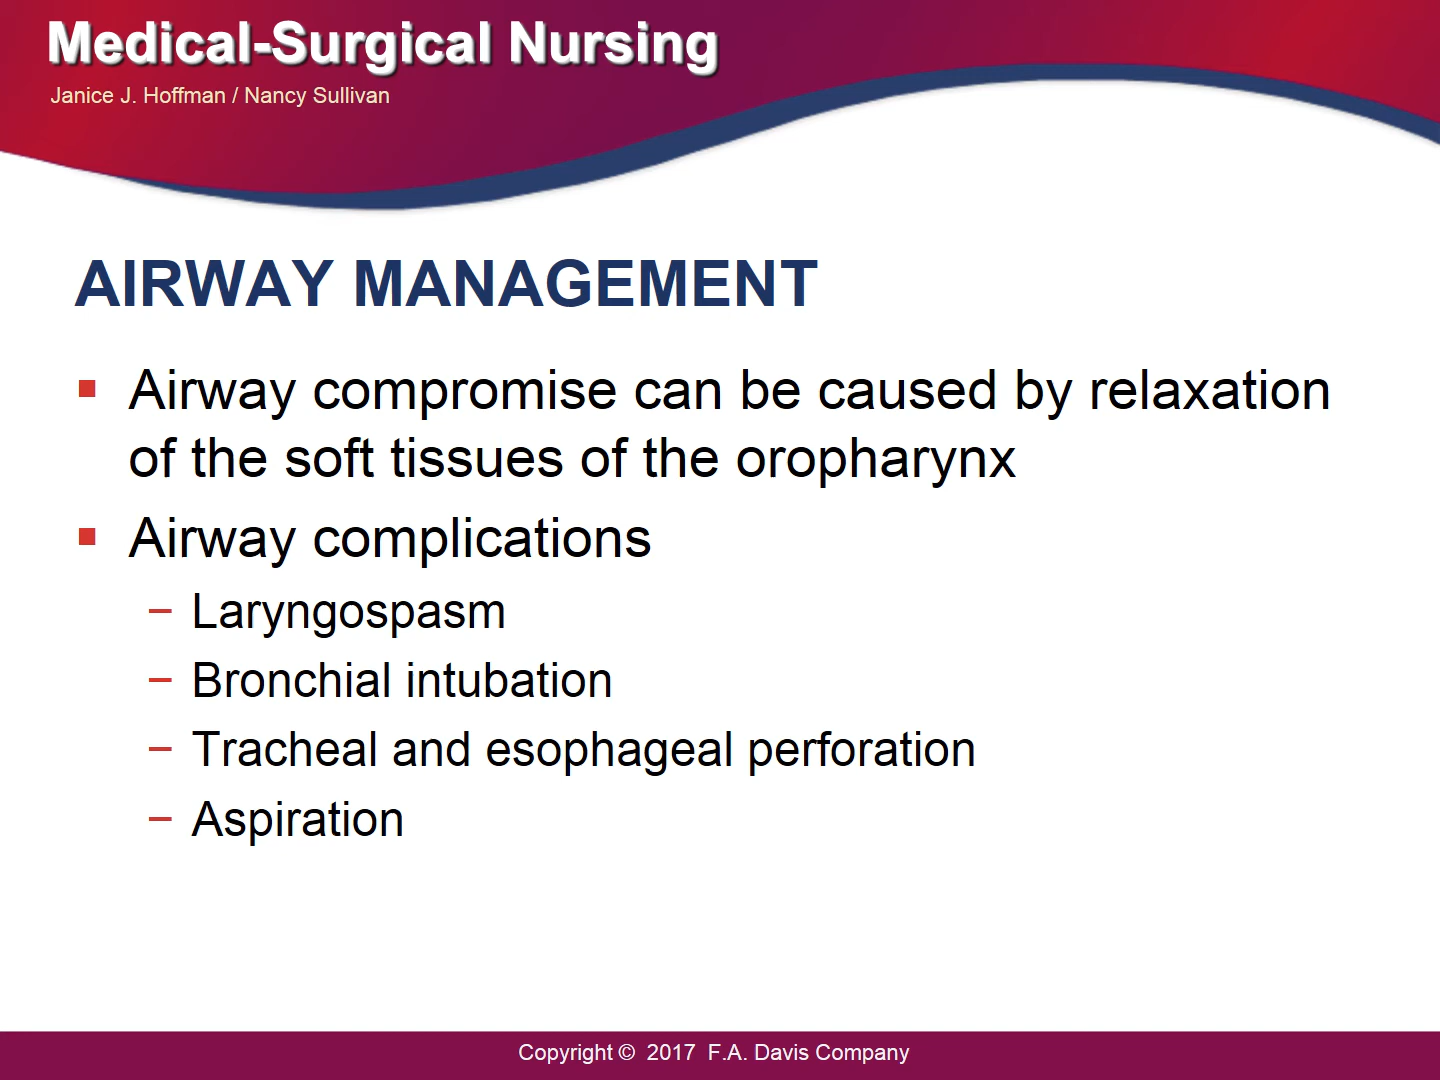 Medical-Surgical Nursing
Janice J. Hoffman / Nancy Sullivan
AIRWAY MANAGEMENT
▪ Airway compromise can be caused by relaxation
of the soft tissues of the oropharynx
▪ Airway complications
– Laryngospasm
– Bronchial intubation
– Tracheal and esophageal perforation
– Aspiration
Copyright © 2017 F.A. Davis Company